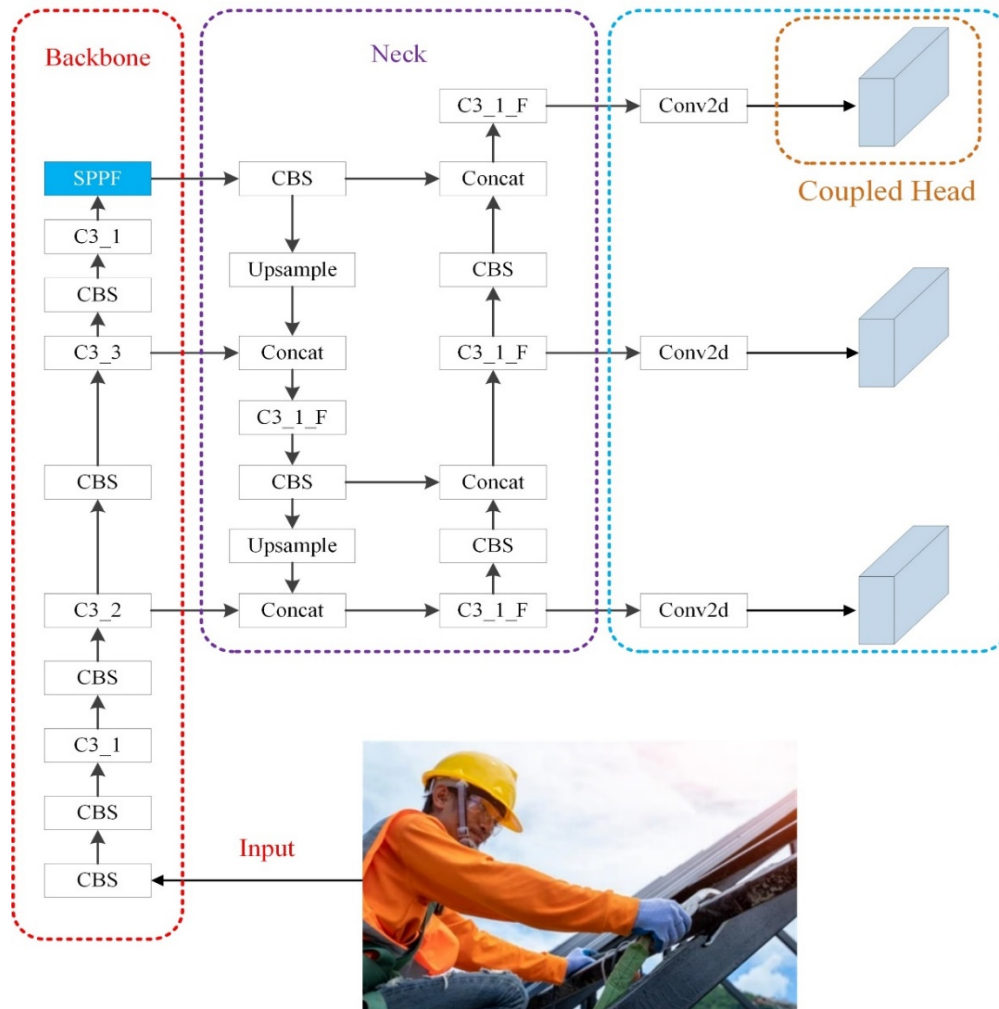 Backbone
Neck
C3_1_F
Conv2d
SPPF
CBS
Concat
Coupled Head
C3_1
Upsample
CBS
CBS
C3_3
Concat
C3_1_F
Conv2d
C3_1_F
CBS
CBS
Concat
Upsample
CBS
C3_2
Concat
C3_1_F
Conv2d
CBS
C3_1
CBS
Input
CBS